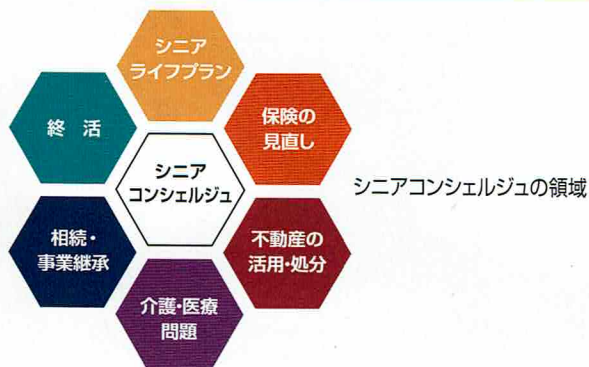 シニア
ライフプラン
保険の
見直し
終 活
シニア
コンシェルジュ
シニアコンシェルジュの領域
相続・
事業継承
不動産の
活用・処分
介護・医療
問題